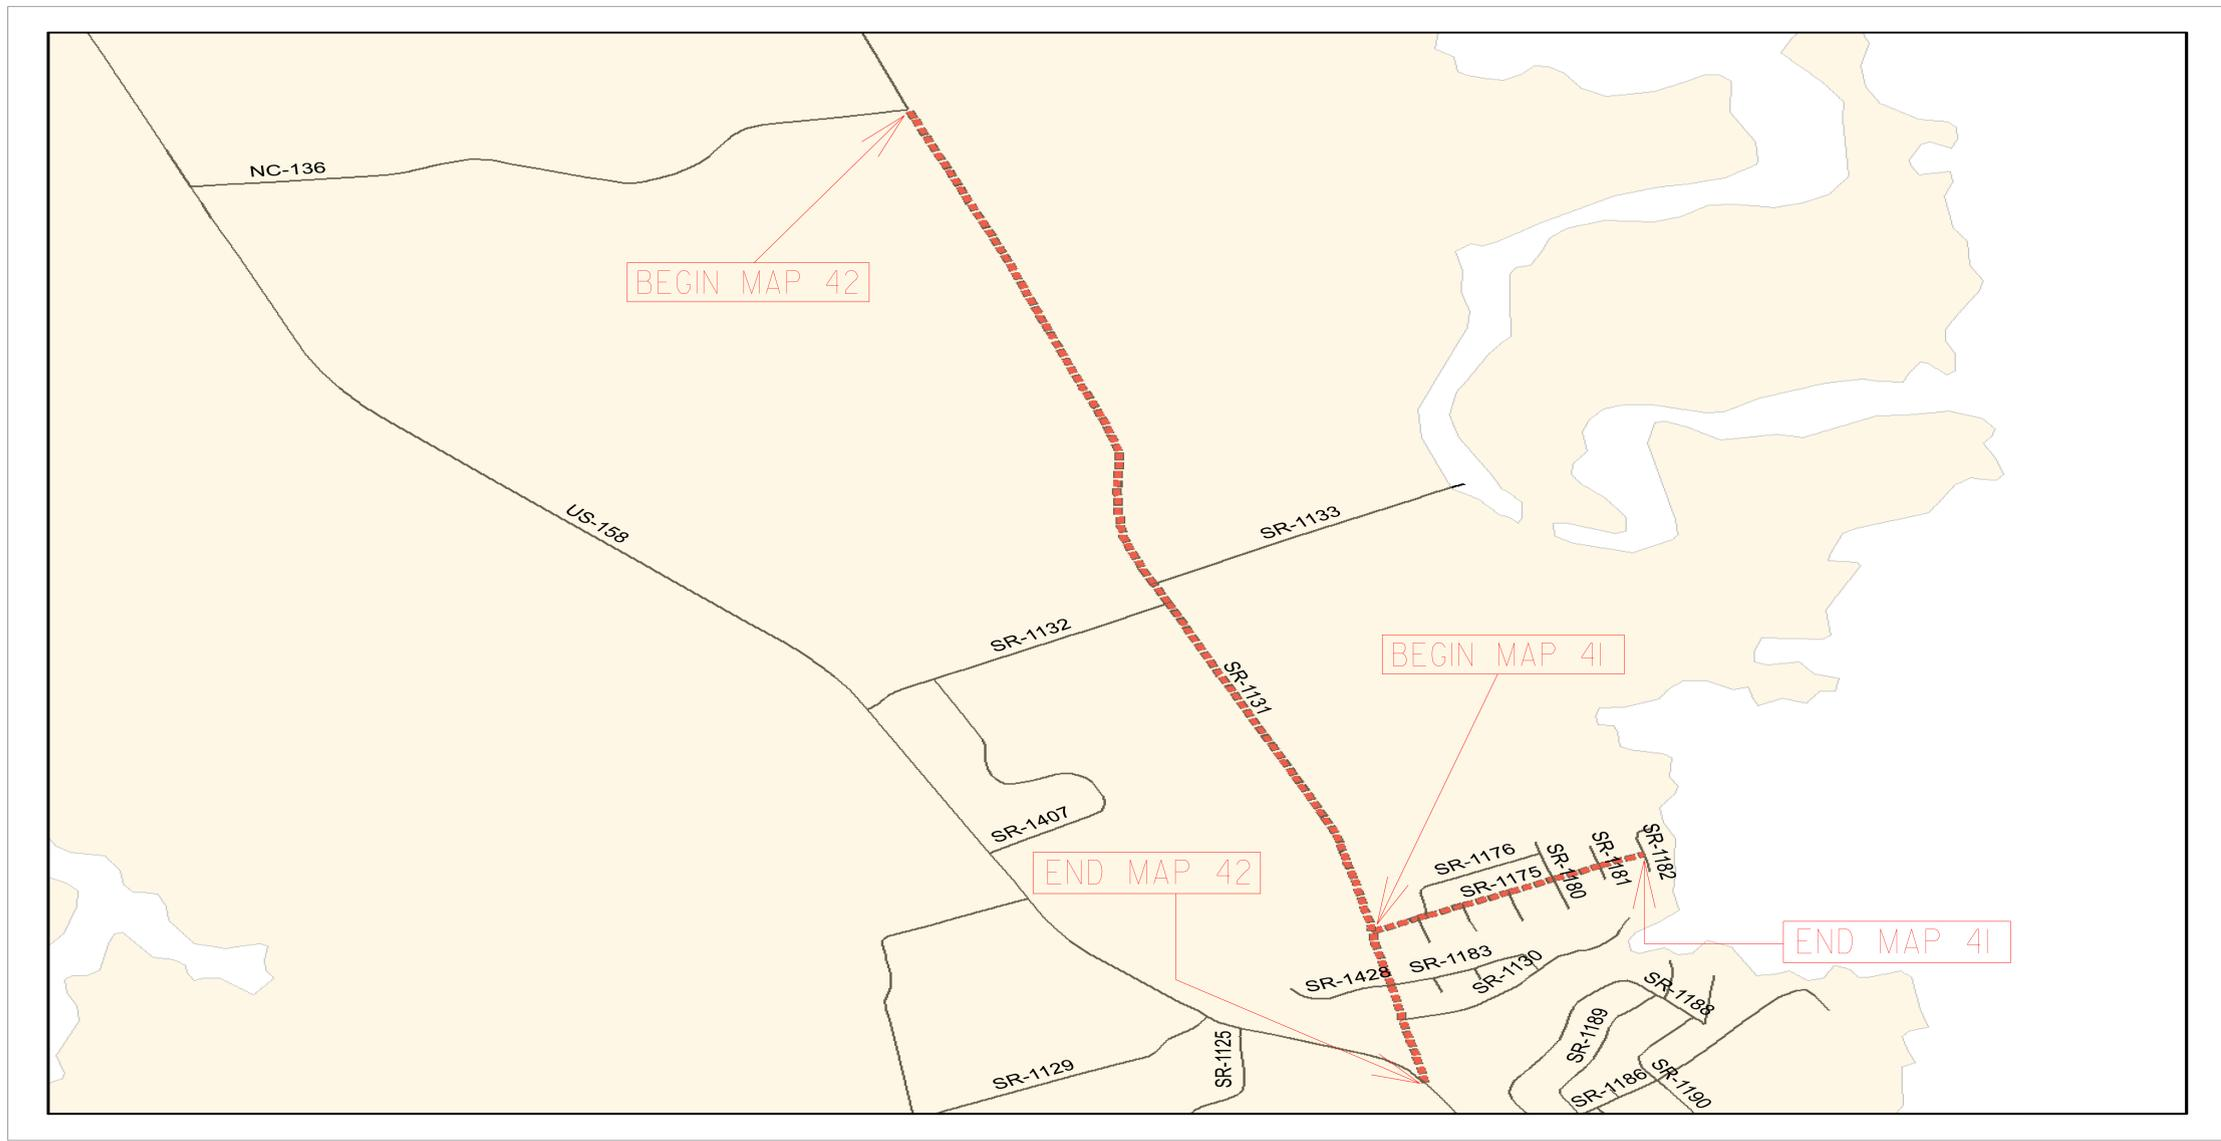 NC-136
BEGIN MAP 42
US-158
SR-1133
SR-1132
BEGIN MAP 41
SR-1131
SR-1407
END MAP 42
SR-1176
SR-1175
SR-1180
SR-1181
SR-1182
END MAP 41
SR-1183
SR-1428
SR-1130
SR-1188
SR-1189
SR-1125
SR-1129
SR-1186
SR-1190